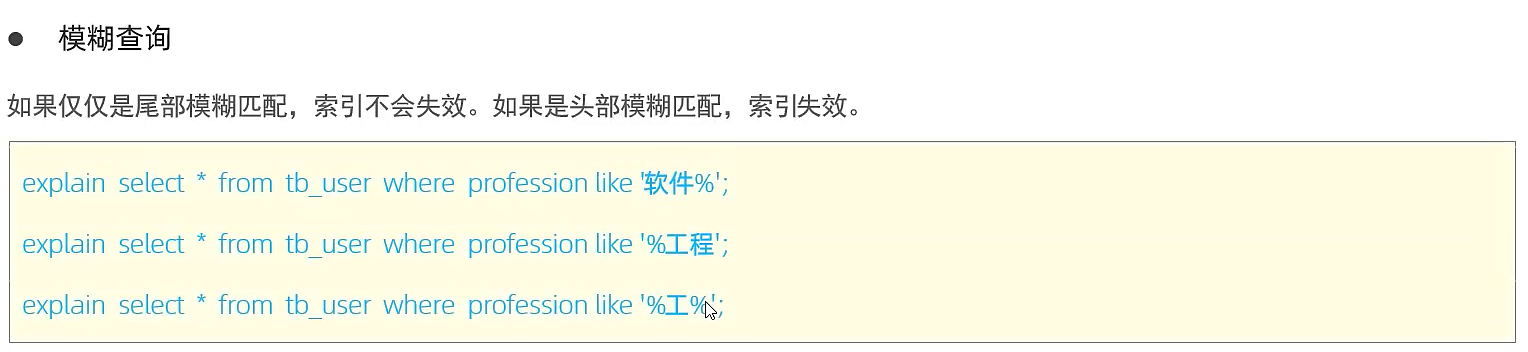 ● 模糊查询
如果仅仅是尾部模糊匹配，索引不会失效。如果是头部模糊匹配，索引失效。
explain select * from tb_user where profession like '软件%';
explain select * from tb_user where profession like '%工程';
explain select * from tb_user where profession like '%工%';